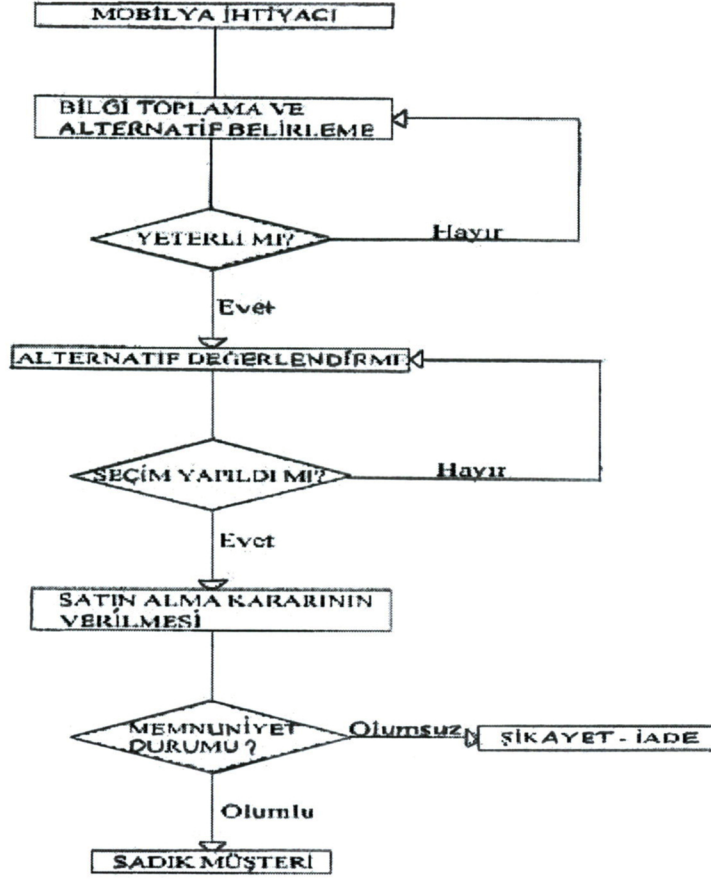 MOBİLYA İHTİYACI
BİLGİ TOPLAMA VE
ALTERNATİF BELİRLEME
YETERLİ MI?
Hayır
Evet
ALTERNATİF DEĞERLENDİRME
SEÇİM YAPILDI MI?
Hayır
Evet
SATIN ALMA KARARININ
VERİLMESİ
MEMNUNİYET
DURUMU ?
Olumsuz
ŞİKAYET - İADE
Olumlu
SADIK MÜŞTERİ